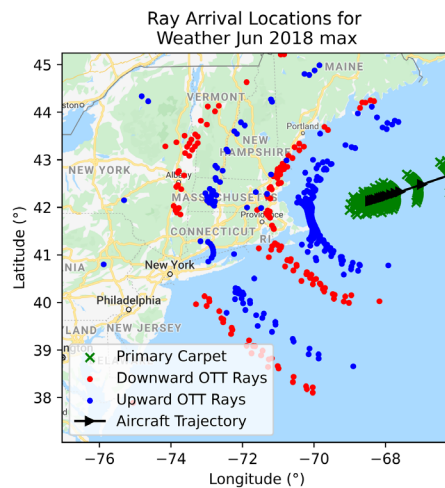 Ray Arrival Locations for
Weather Jun 2018 max
45
44
43
42
41
40
39
38
Latitude (°)
MAINE
VERMONT
Portland
NEW
HAMPSHIRE
NEW YORK
Albany
MASSACHUSETTS
Providence
CONNECTICUT
RI
NIA
New York
Philadelphia
NEW JERSEY
Primary Carpet
Downward OTT Rays
Upward OTT Rays
Aircraft Trajectory
−76
−74
−72
−70
−68
Longitude (°)